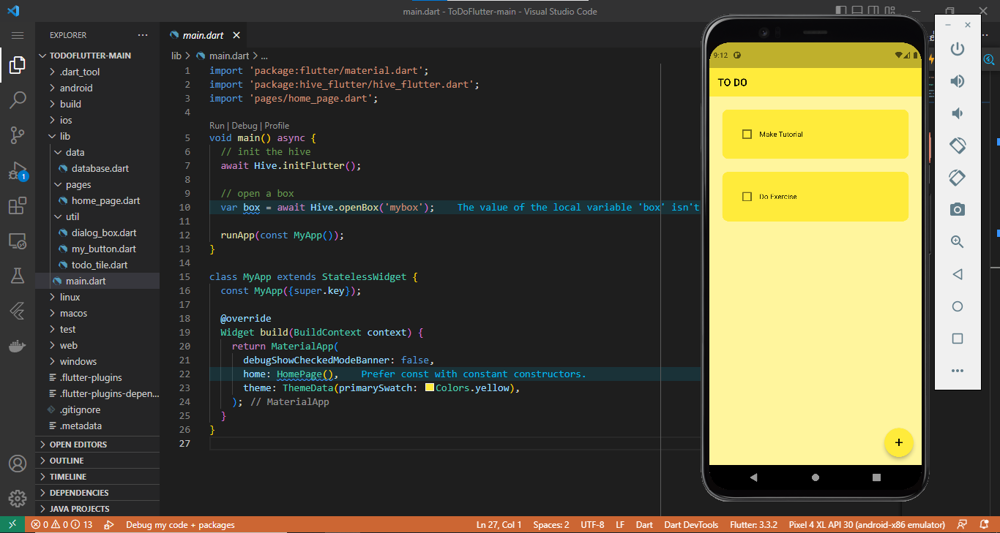 main.dart - ToDoFlutter-main - Visual Studio Code
EXPLORER
TODOFLUTTER-MAIN
.dart_tool
android
build
ios
lib
data
database.dart
pages
home_page.dart
util
dialog_box.dart
my_button.dart
todo_tile.dart
main.dart
linux
macos
test
web
windows
.flutter-plugins
.flutter-plugins-depen...
.gitignore
.metadata
OPEN EDITORS
OUTLINE
TIMELINE
DEPENDENCIES
JAVA PROJECTS
1
main.dart
lib > main.dart > ...
1 import 'package:flutter/material.dart';
2 import 'package:hive_flutter/hive_flutter.dart';
3 import 'pages/home_page.dart';
4
Run | Debug | Profile
5 void main() async {
6 // init the hive
7 await Hive.initFlutter();
8
9 // open a box
10 var box = await Hive.openBox('mybox'); The value of the local variable 'box' isn't
11
12 runApp(const MyApp());
13 }
14
15 class MyApp extends StatelessWidget {
16 const MyApp({super.key});
17
18 @override
19 Widget build(BuildContext context) {
20 return MaterialApp(
21 debugShowCheckedModeBanner: false,
22 home: HomePage(), Prefer const with constant constructors.
23 theme: ThemeData(primarySwatch: Colors.yellow),
24 ); // MaterialApp
25 }
26 }
27
9:12
TO DO
Make Tutorial
Do Exercise
+
0 0 13 Debug my code + packages Ln 27, Col 1 Spaces: 2 UTF-8 LF Dart Dart DevTools Flutter: 3.3.2 Pixel 4 XL API 30 (android-x86 emulator)